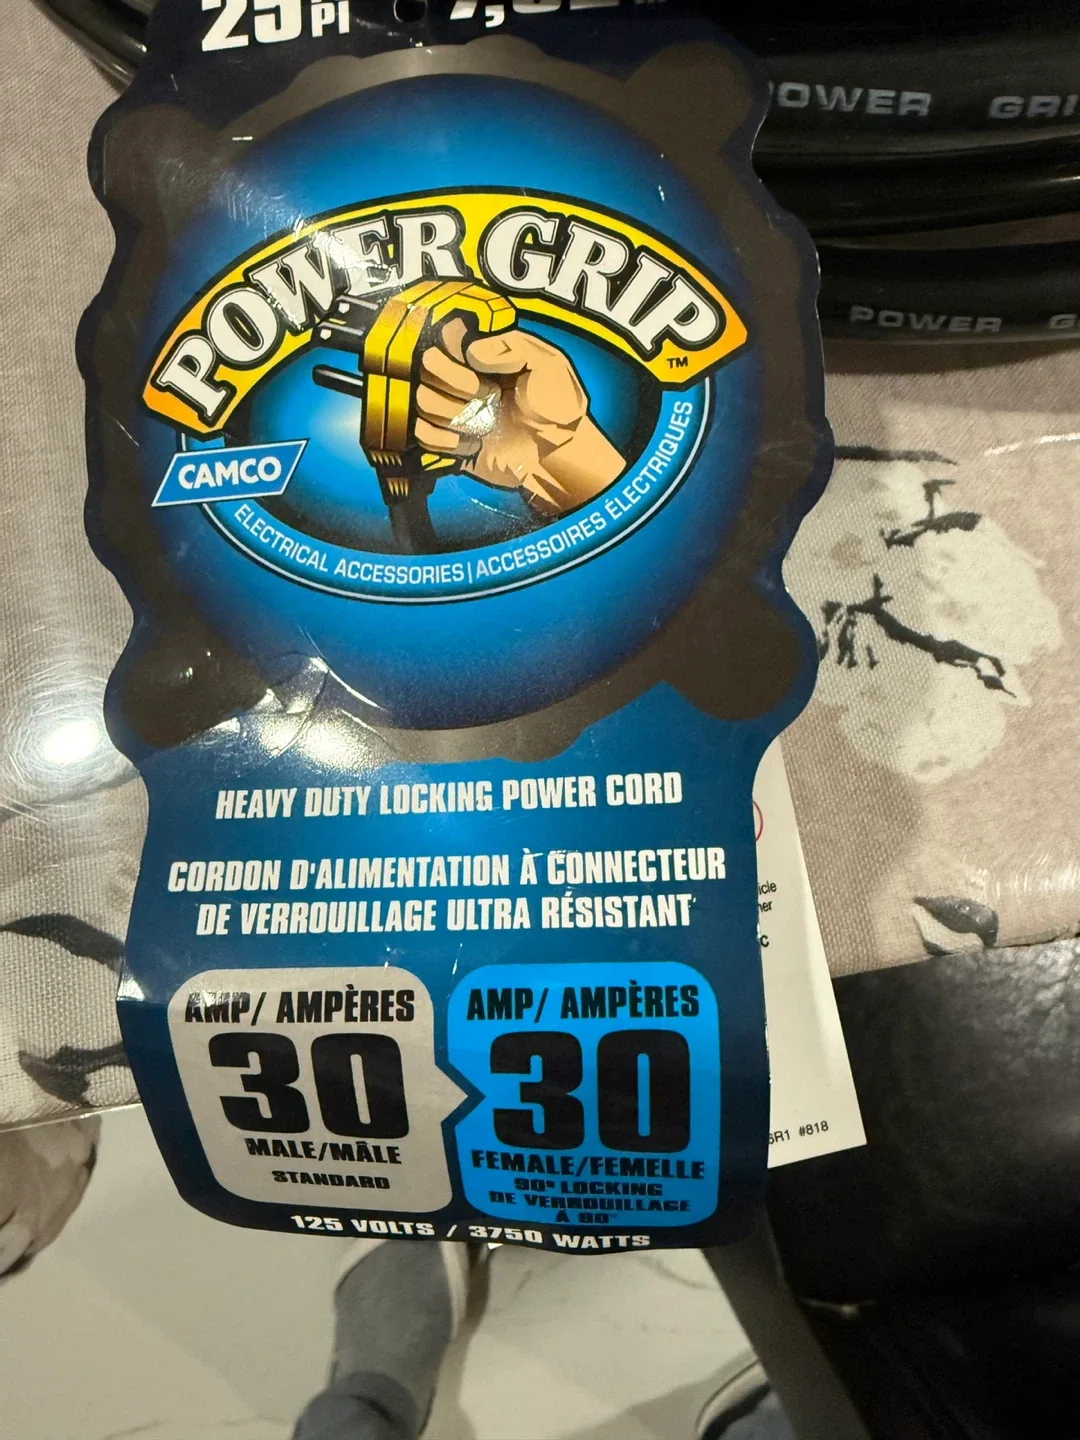 25 PI
POWER GRI
POWER G
POWER GRIP™
CAMCO
ELECTRICAL ACCESSORIES | ACCESSOIRES ÉLECTRIQUES
HEAVY DUTY LOCKING POWER CORD
CORDON D'ALIMENTATION À CONNECTEUR
DE VERROUILLAGE ULTRA RÉSISTANT
AMP/ AMPÈRES
30
MALE/MÂLE
STANDARD
AMP/ AMPÈRES
30
FEMALE/FEMELLE
90° LOCKING
DE VERROUILLAGE
À 90°
125 VOLTS / 3750 WATTS
#818